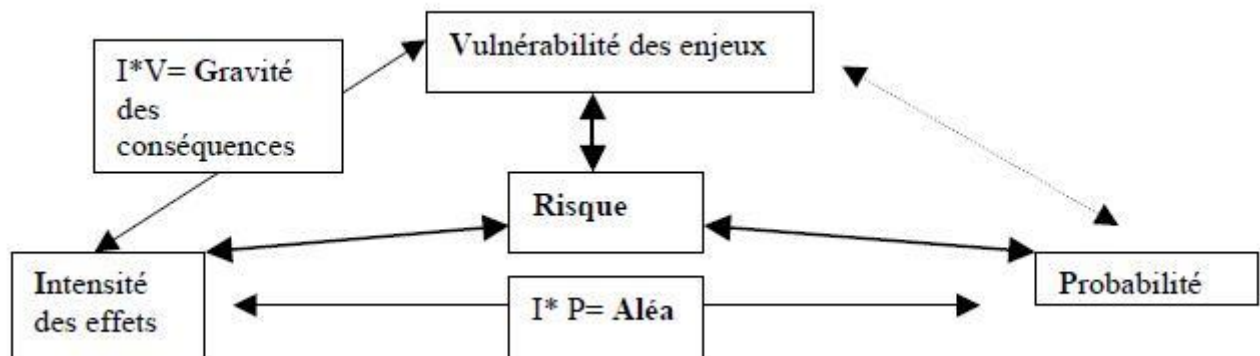 Vulnérabilité des enjeux
I*V= Gravité
des
conséquences
Risque
Intensité
des effets
I* P= Aléa
Probabilité